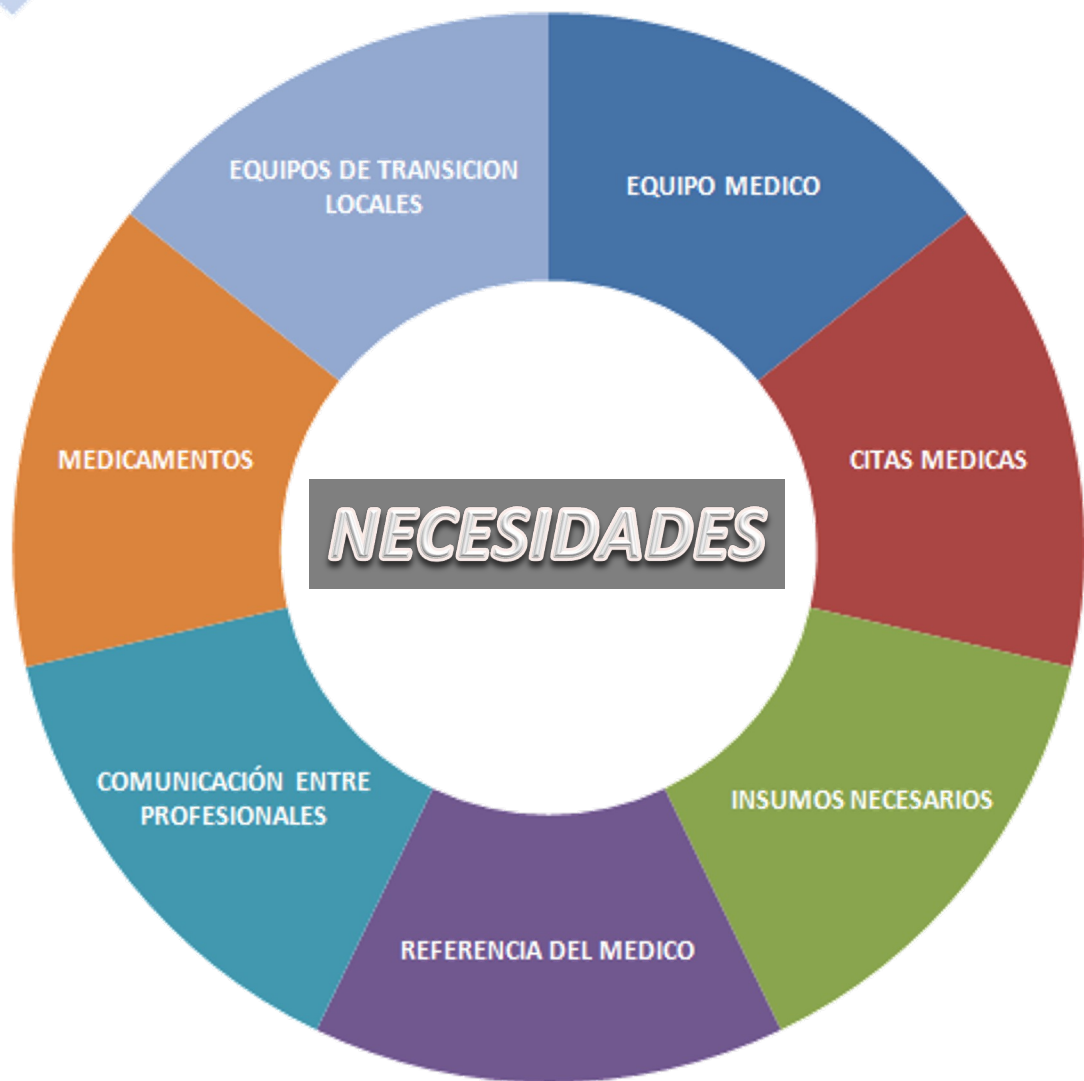 EQUIPOS DE TRANSICION
LOCALES
EQUIPO MEDICO
MEDICAMENTOS
CITAS MEDICAS
NECESIDADES
COMUNICACIÓN ENTRE
PROFESIONALES
INSUMOS NECESARIOS
REFERENCIA DEL MEDICO